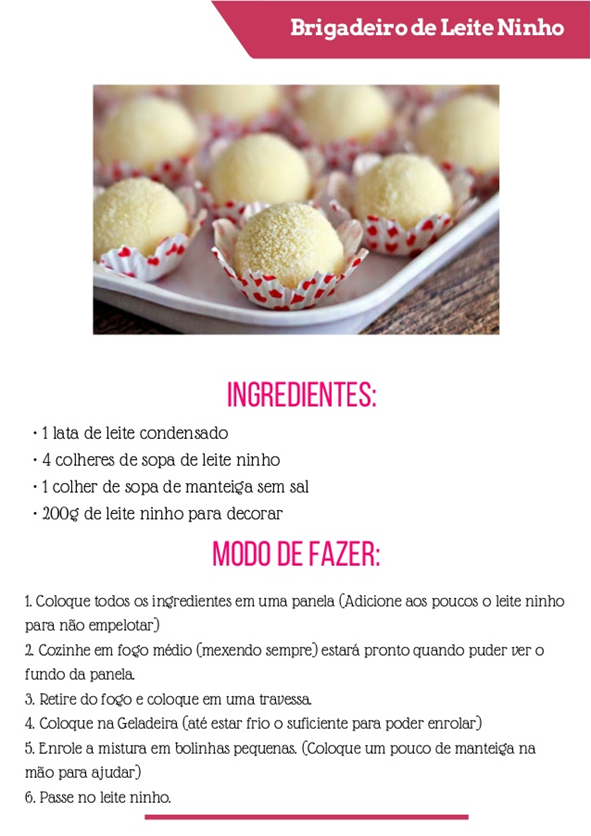 Brigadeiro de Leite Ninho
INGREDIENTES:
• 1 lata de leite condensado
• 4 colheres de sopa de leite ninho
• 1 colher de sopa de manteiga sem sal
• 200g de leite ninho para decorar
MODO DE FAZER:
1. Coloque todos os ingredientes em uma panela (Adicione aos poucos o leite ninho
para não empelotar)
2. Cozinhe em fogo médio (mexendo sempre) estará pronto quando puder ver o
fundo da panela.
3. Retire do fogo e coloque em uma travessa.
4. Coloque na Geladeira (até estar frio o suficiente para poder enrolar)
5. Enrole a mistura em bolinhas pequenas. (Coloque um pouco de manteiga na
mão para ajudar)
6. Passe no leite ninho.